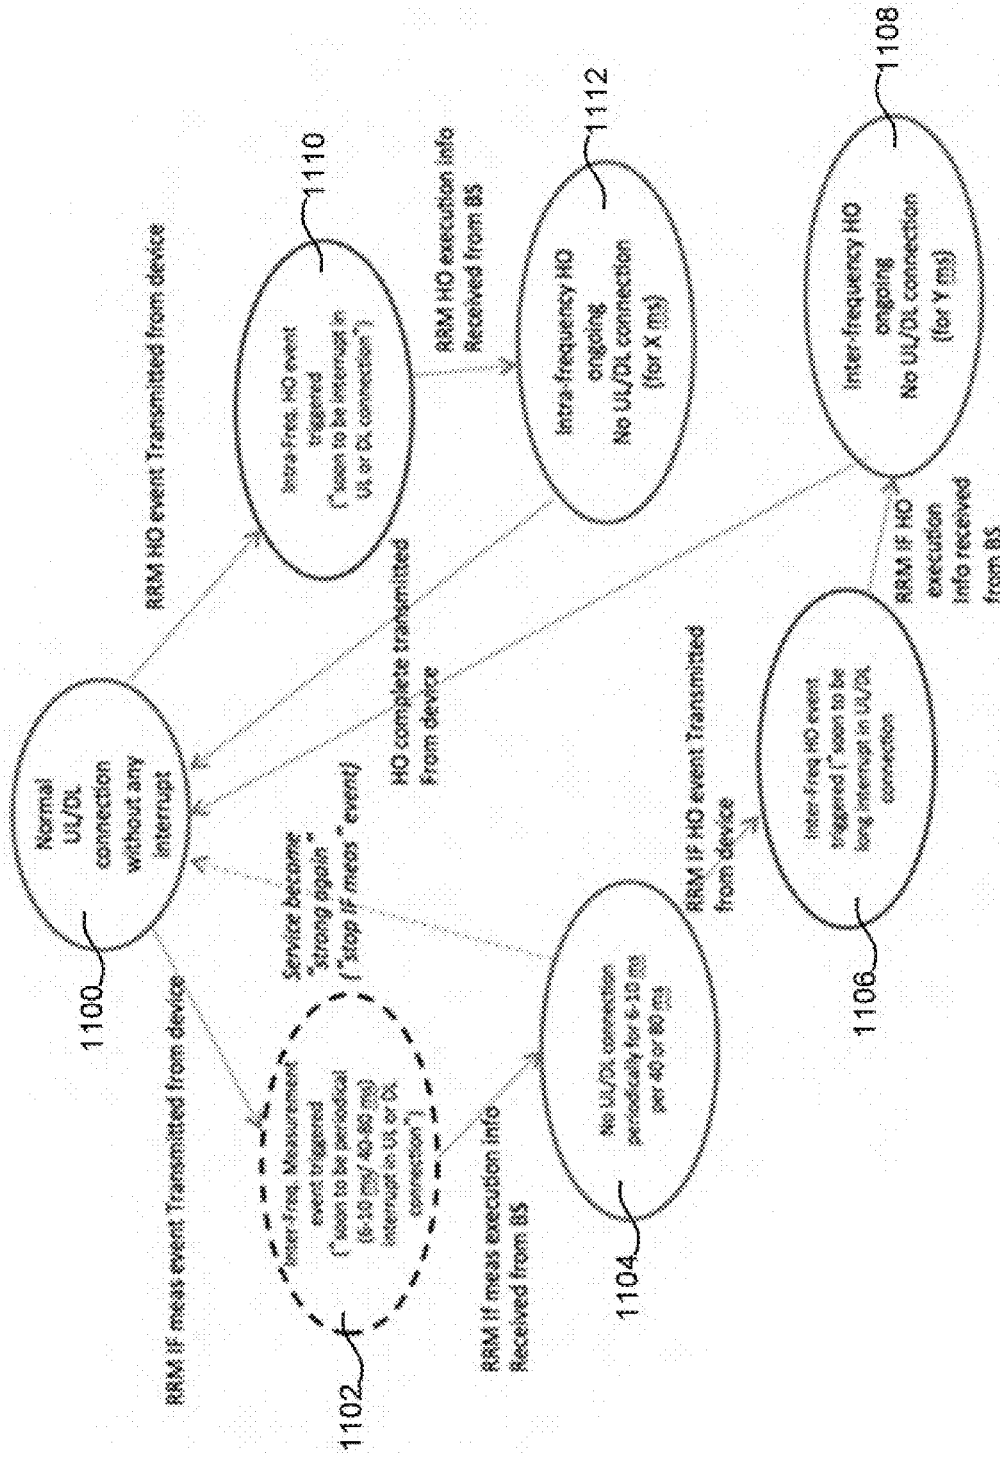 1100
Normal
UL/DL
connection
without any
interrupt
RRM IF meas event Transmitted from device
RRM HO event Transmitted from device
1102
Inter-Freq. Measurement
event triggered
("soon to be periodical
(6-10 ms/ 40-80 ms)
interrupt in UL or DL
connection")
Service become
"strong again"
("Stop IF meas" event)
1110
Intra-Freq. HO event
triggered
("soon to be interrupt in
UL or DL connection")
HO complete transmitted
From device
RRM HO execution info
Received from BS
RRM if meas execution info
Received from BS
1104
No UL/DL connection
periodically for 6-10 ms
per 40 or 80 ms
1112
Intra-frequency HO
ongoing
No UL/DL connection
(for X ms)
RRM IF HO event Transmitted
from device
1106
Inter-Freq HO event
triggered ("soon to be
long interrupt in UL/DL
connection
RRM IF HO
execution
Info received
from BS
1108
Inter-frequency HO
ongoing
No UL/DL connection
(for Y ms)